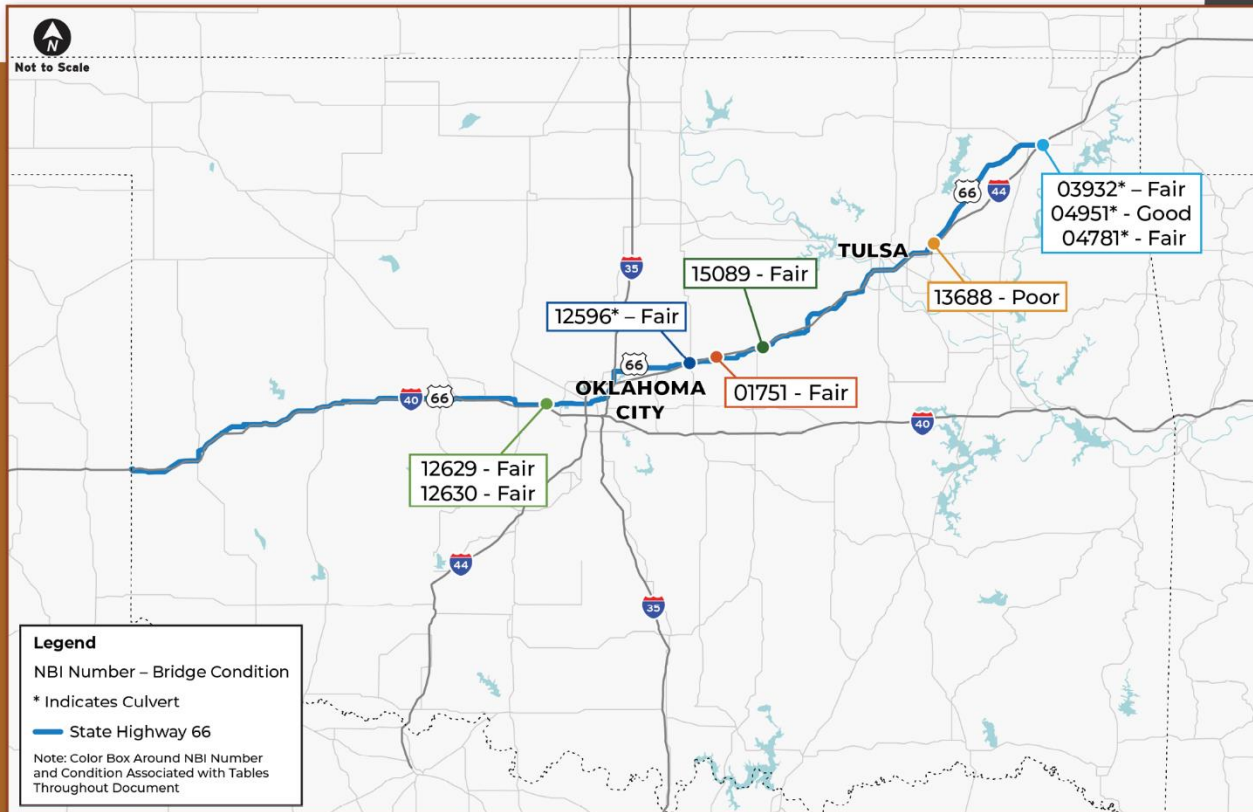 N
Not to Scale
03932* – Fair
04951* - Good
04781* - Fair
66
44
TULSA
35
15089 - Fair
13688 - Poor
12596* – Fair
66
OKLAHOMA
CITY
01751 - Fair
40
66
40
12629 - Fair
12630 - Fair
44
35
Legend
NBI Number – Bridge Condition
* Indicates Culvert
State Highway 66
Note: Color Box Around NBI Number
and Condition Associated with Tables
Throughout Document